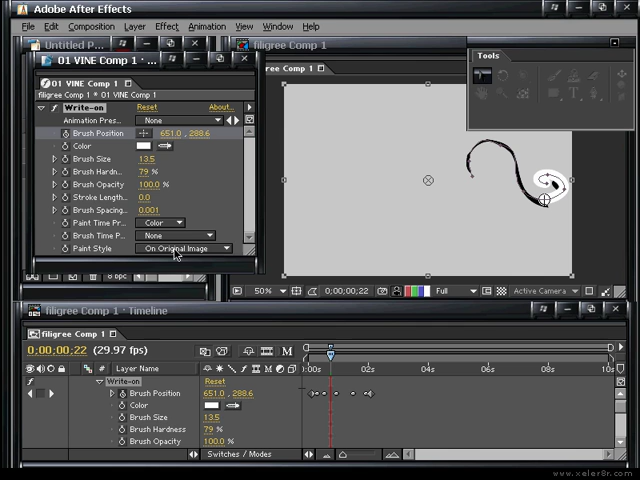 Adobe After Effects
File Edit Composition Layer Effect Animation View Window Help
Untitled P...
filigree Comp 1
01 VINE Comp 1 · ...
Tools
01 VINE Comp 1
filigree Comp 1 * 01 VINE Comp 1
ree Comp 1
Write-on Reset About...
Animation Pres... None
Brush Position 651.0 , 288.6
Color
Brush Size 13.5
Brush Hardn... 79 %
Brush Opacity 100.0 %
Stroke Length... 0.0
Brush Spacing... 0.001
Paint Time Pr... Color
Brush Time P... None
Paint Style On Original Image
8 bpc
50% 0;00;00;22 Full Active Camera
filigree Comp 1 · Timeline
filigree Comp 1
0;00;00;22 (29.97 fps)
# Layer Name 0:00s 02s 04s 06s 08s 10s
Write-on Reset
Brush Position 651.0 , 288.6
Color
Brush Size 13.5
Brush Hardness 79 %
Brush Opacity 100.0 %
Switches / Modes
www.xeler8r.com